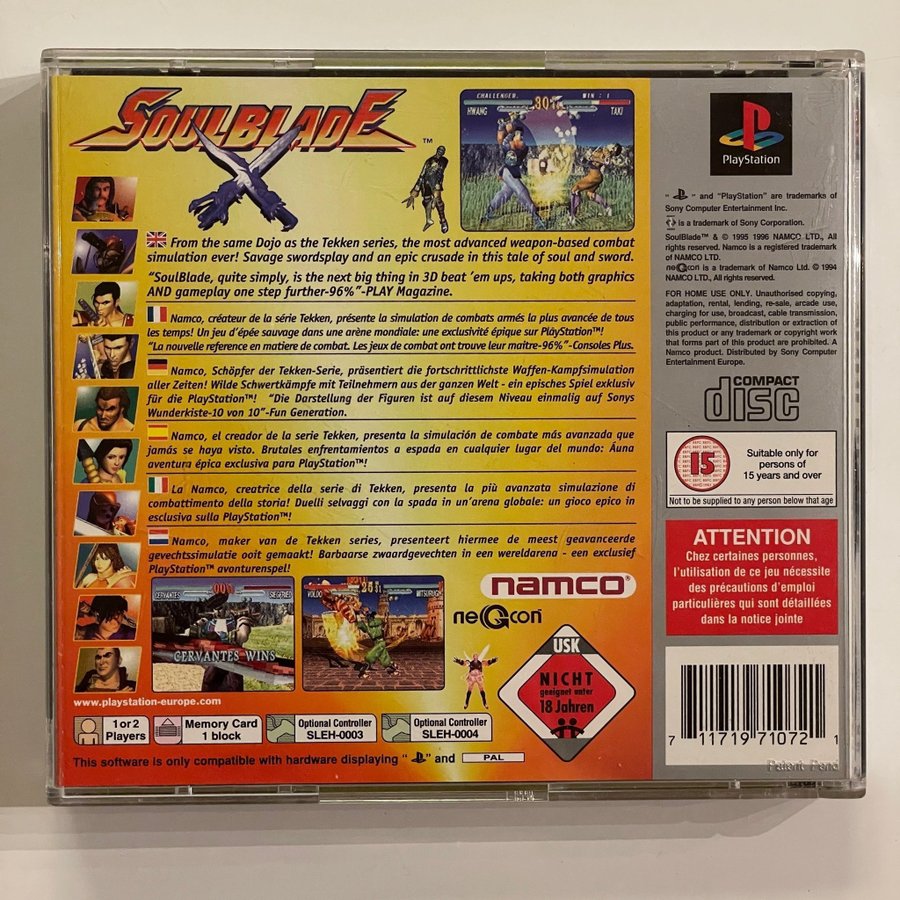 SOULBLADE ™
CHALLENGER. WIN : 1
HWANG 80 TAKI
From the same Dojo as the Tekken series, the most advanced weapon-based combat
simulation ever! Savage swordsplay and an epic crusade in this tale of soul and sword.
“SoulBlade, quite simply, is the next big thing in 3D beat ’em ups, taking both graphics
AND gameplay one step further-96%”-PLAY Magazine.
Namco, créateur de la série Tekken, présente la simulation de combats armés la plus avancée de tous
les temps! Un jeu d’épée sauvage dans une arène mondiale: une exclusivité épique sur PlayStation™!
“La nouvelle reference en matiere de combat. Les jeux de combat ont trouve leur maitre-96%”-Consoles Plus.
Namco, Schöpfer der Tekken-Serie, präsentiert die fortschrittlichste Waffen-Kampfsimulation
aller Zeiten! Wilde Schwertkämpfe mit Teilnehmern aus der ganzen Welt - ein episches Spiel exklusiv
für die PlayStation™! “Die Darstellung der Figuren ist auf diesem Niveau einmalig auf Sonys
Wunderkiste-10 von 10”-Fun Generation.
Namco, el creador de la serie Tekken, presenta la simulación de combate más avanzada que
jamás se haya visto. Brutales enfrentamientos a espada en cualquier lugar del mundo: Áuna
aventura épica exclusiva para PlayStation™!
La Namco, creatrice della serie di Tekken, presenta la più avanzata simulazione di
combattimento della storia! Duelli selvaggi con la spada in un’arena globale: un gioco epico in
esclusiva sulla PlayStation™!
Namco, maker van de Tekken series, presenteert hiermee de meest geavanceerde
gevechtssimulatie ooit gemaakt! Barbaarse zwaardgevechten in een wereldarena - een exclusief
PlayStation™ avonturenspel!
CERVANTES SIEGFRIED
CERVANTES WINS
VOLDO 25 MITSURUGI
namco®
neGcon™
USK
NICHT
geeignet unter
18 Jahren
www.playstation-europe.com
1 or 2
Players
Memory Card
1 block
Optional Controller
SLEH-0003
Optional Controller
SLEH-0004
This software is only compatible with hardware displaying “ ” and PAL
PlayStation
“ ” and “PlayStation” are trademarks of
Sony Computer Entertainment Inc.
is a trademark of Sony Corporation.
SoulBlade™ & © 1995 1996 NAMCO LTD., All
rights reserved. Namco is a registered trademark
of NAMCO LTD.
neGcon is a trademark of Namco Ltd. © 1994
NAMCO LTD., All rights reserved.
FOR HOME USE ONLY. Unauthorised copying,
adaptation, rental, lending, re-sale, arcade use,
charging for use, broadcast, cable transmission,
public performance, distribution or extraction of
this product or any trademark or copyright work
that forms part of this product are prohibited. A
Namco product. Distributed by Sony Computer
Entertainment Europe.
COMPACT
disc
15
Suitable only for
persons of
15 years and over
Not to be supplied to any person below that age
ATTENTION
Chez certaines personnes,
l’utilisation de ce jeu nécessite
des précautions d’emploi
particulières qui sont détaillées
dans la notice jointe
7 11719 71072 1
Patent Pend